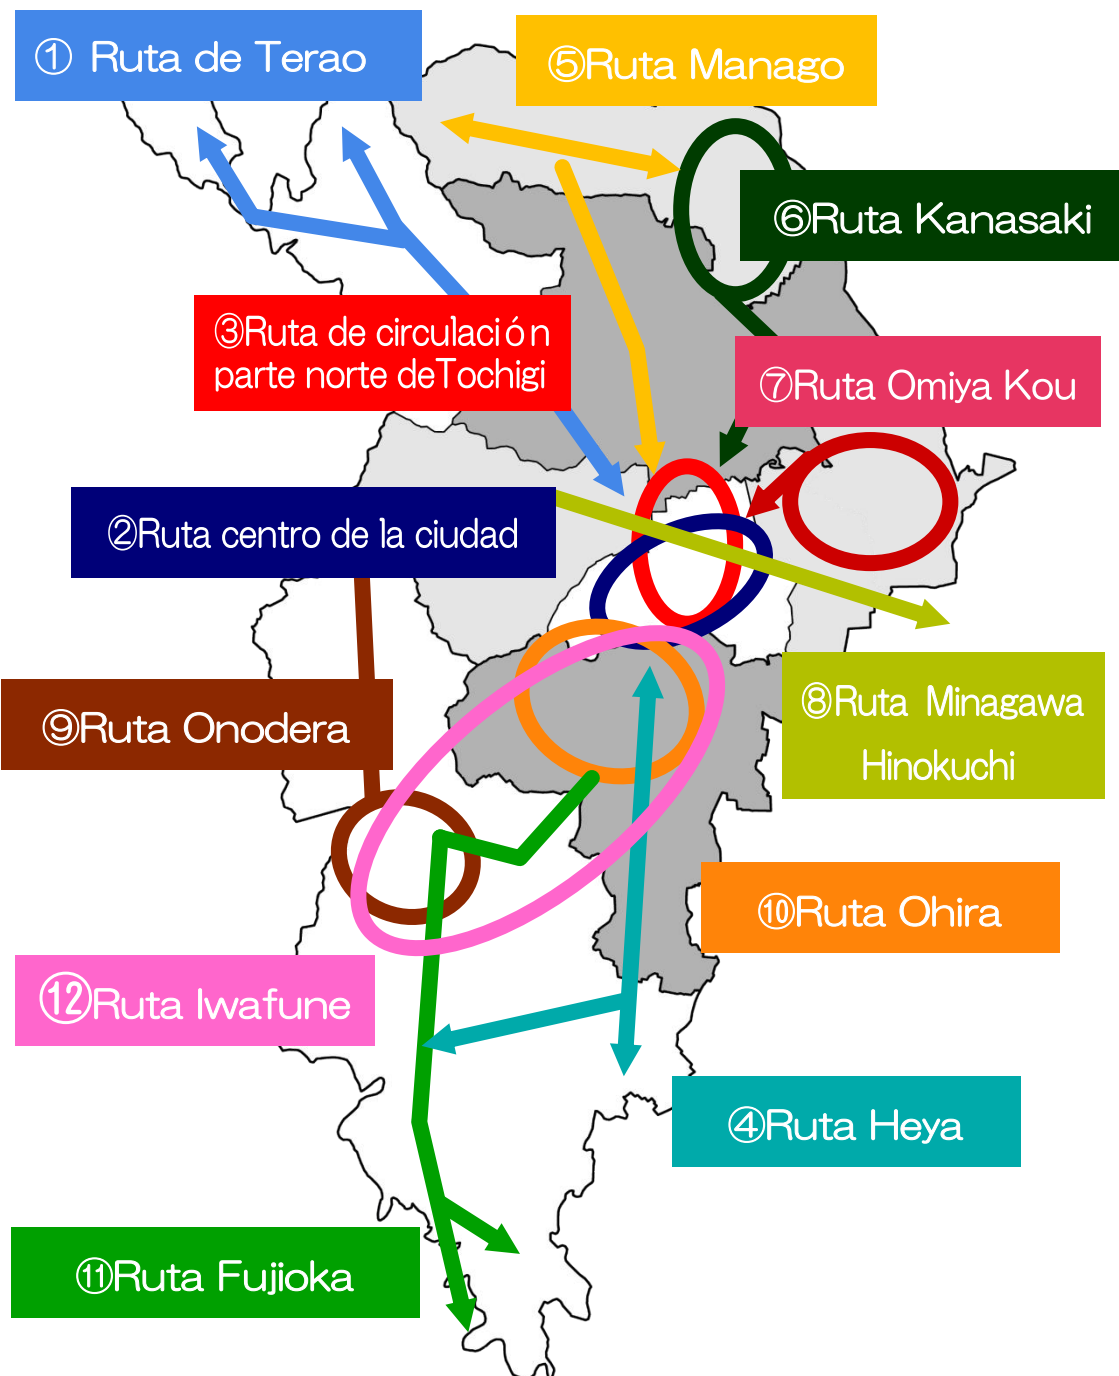 ① Ruta de Terao
⑤Ruta Manago
⑥Ruta Kanasaki
③Ruta de circulación
parte norte deTochigi
⑦Ruta Omiya Kou
②Ruta centro de la ciudad
⑧Ruta Minagawa
Hinokuchi
⑨Ruta Onodera
⑩Ruta Ohira
⑫Ruta Iwafune
④Ruta Heya
⑪Ruta Fujioka